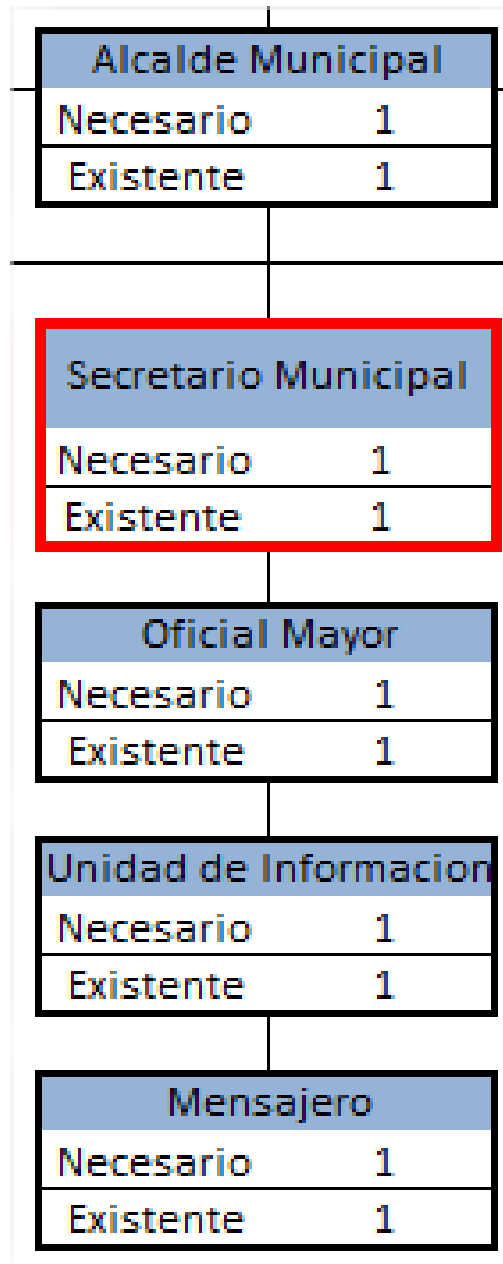 Alcalde Municipal
Necesario 1
Existente 1
Secretario Municipal
Necesario 1
Existente 1
Oficial Mayor
Necesario 1
Existente 1
Unidad de Informacion
Necesario 1
Existente 1
Mensajero
Necesario 1
Existente 1